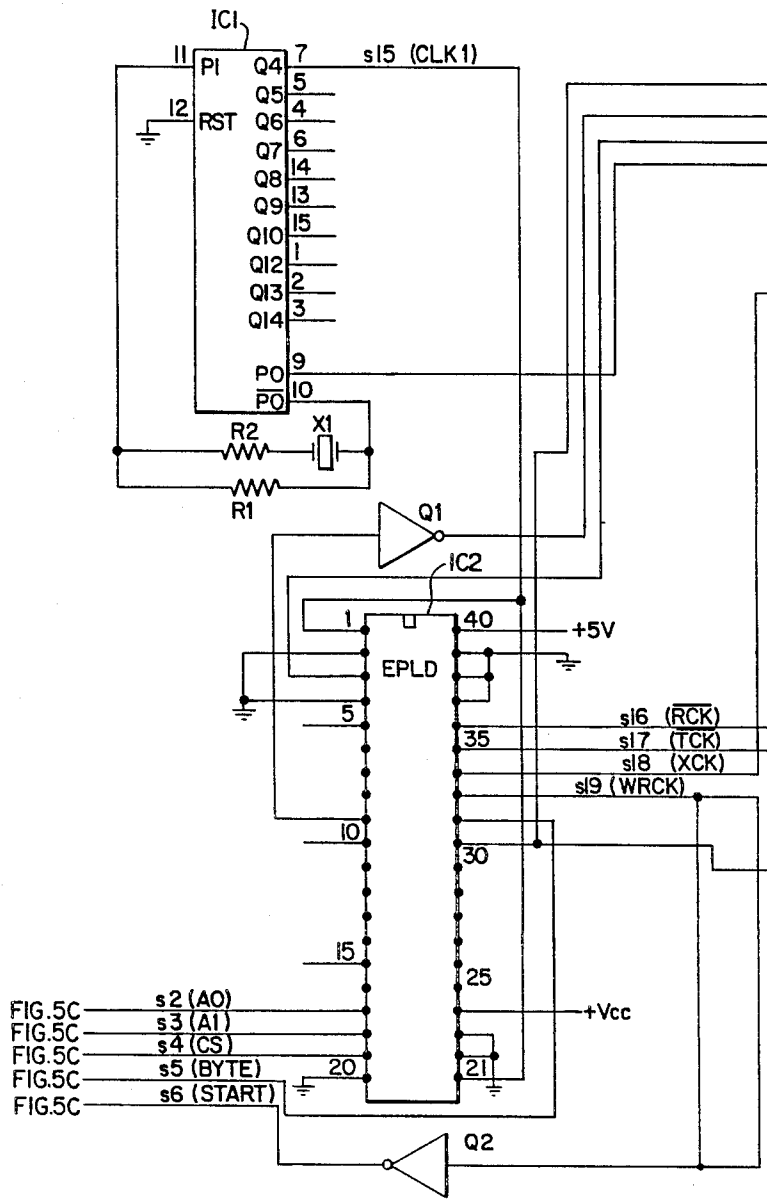 IC1
11 PI Q4 7 s15 (CLK1)
Q5 5
12 RST Q6 4
Q7 6
Q8 14
Q9 13
Q10 15
Q12 1
Q13 2
Q14 3
PO 9
P̅O̅ 10
R2 X1
R1
Q1
IC2
1 40 +5V
EPLD
5 s16 (R̅C̅K̅)
35 s17 (T̅C̅K̅)
s18 (XCK)
s19 (WRCK)
10 30
15 25
FIG.5C s2 (A0) +Vcc
FIG.5C s3 (A1)
FIG.5C s4 (CS)
FIG.5C s5 (BYTE) 20 21
FIG.5C s6 (START)
Q2